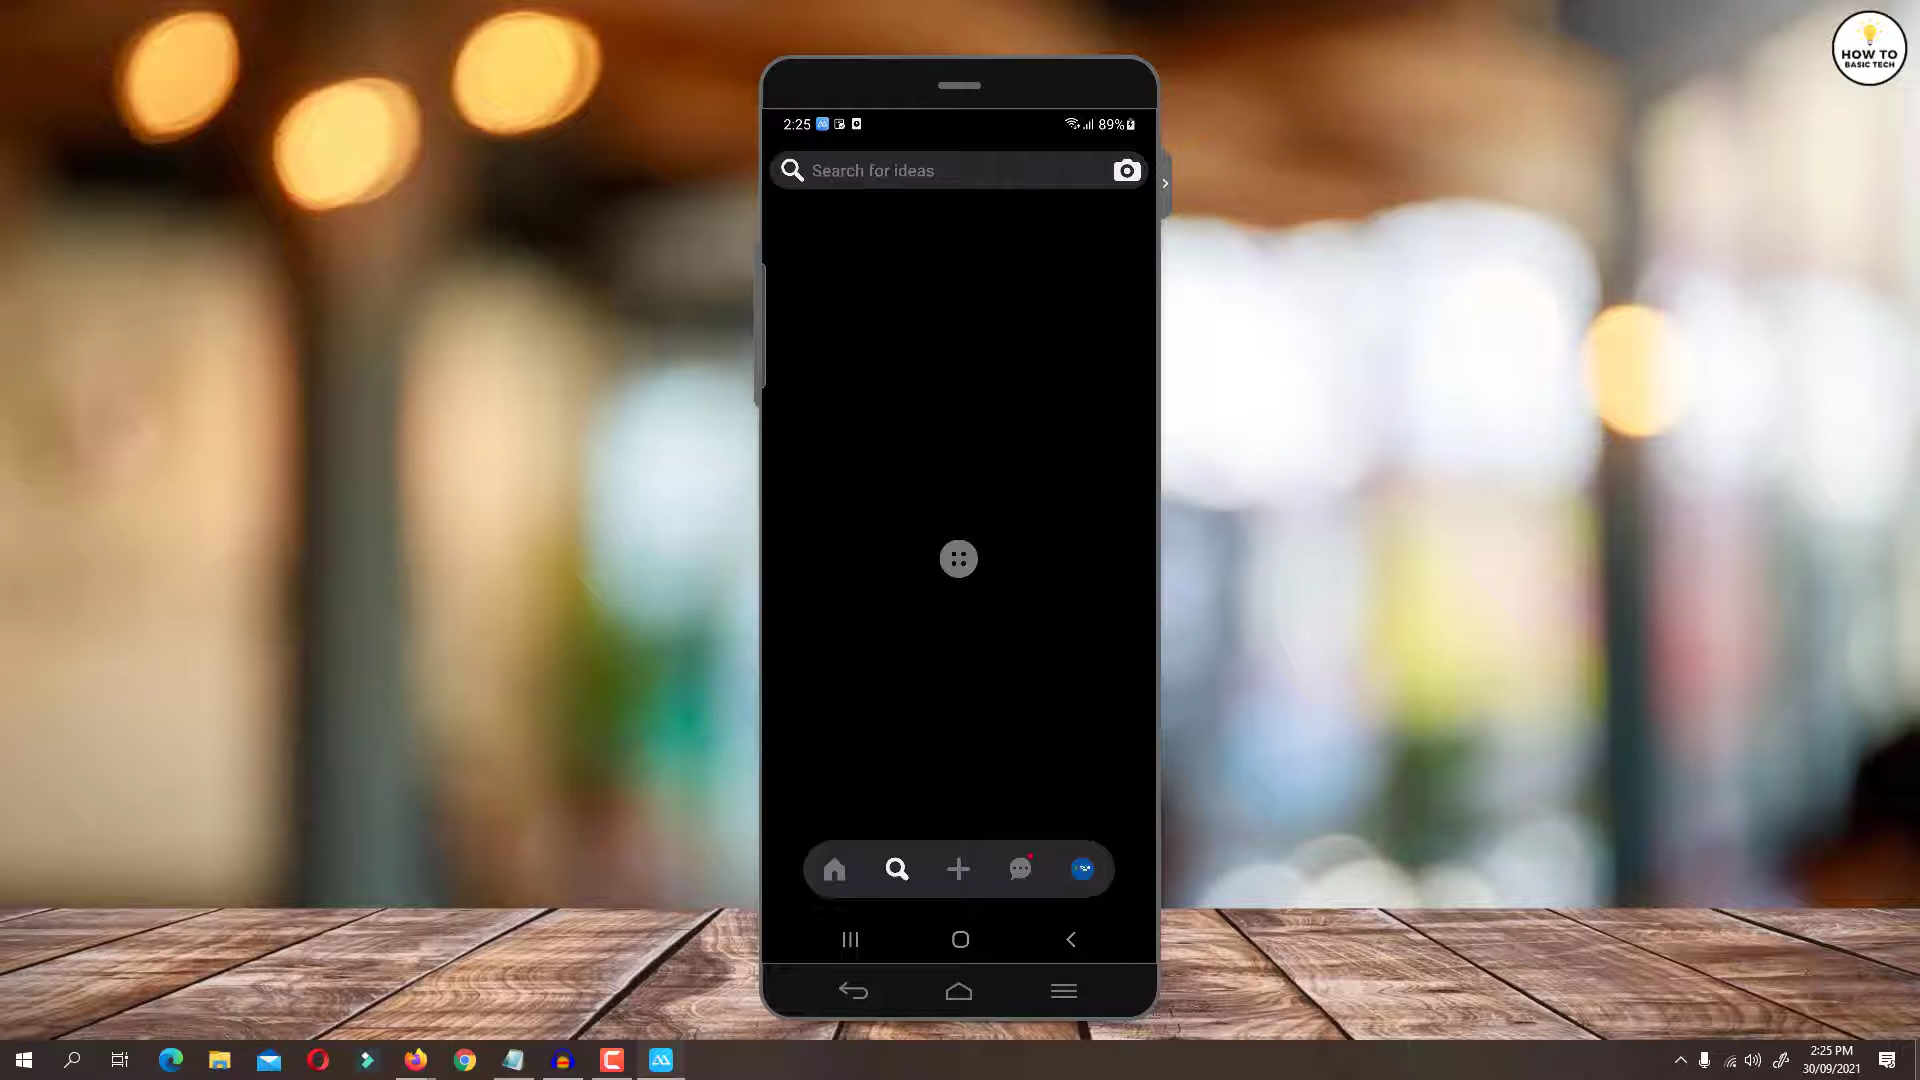 HOW TO
BASIC TECH
2:25
89%
Search for ideas
2:25 PM
30/09/2021